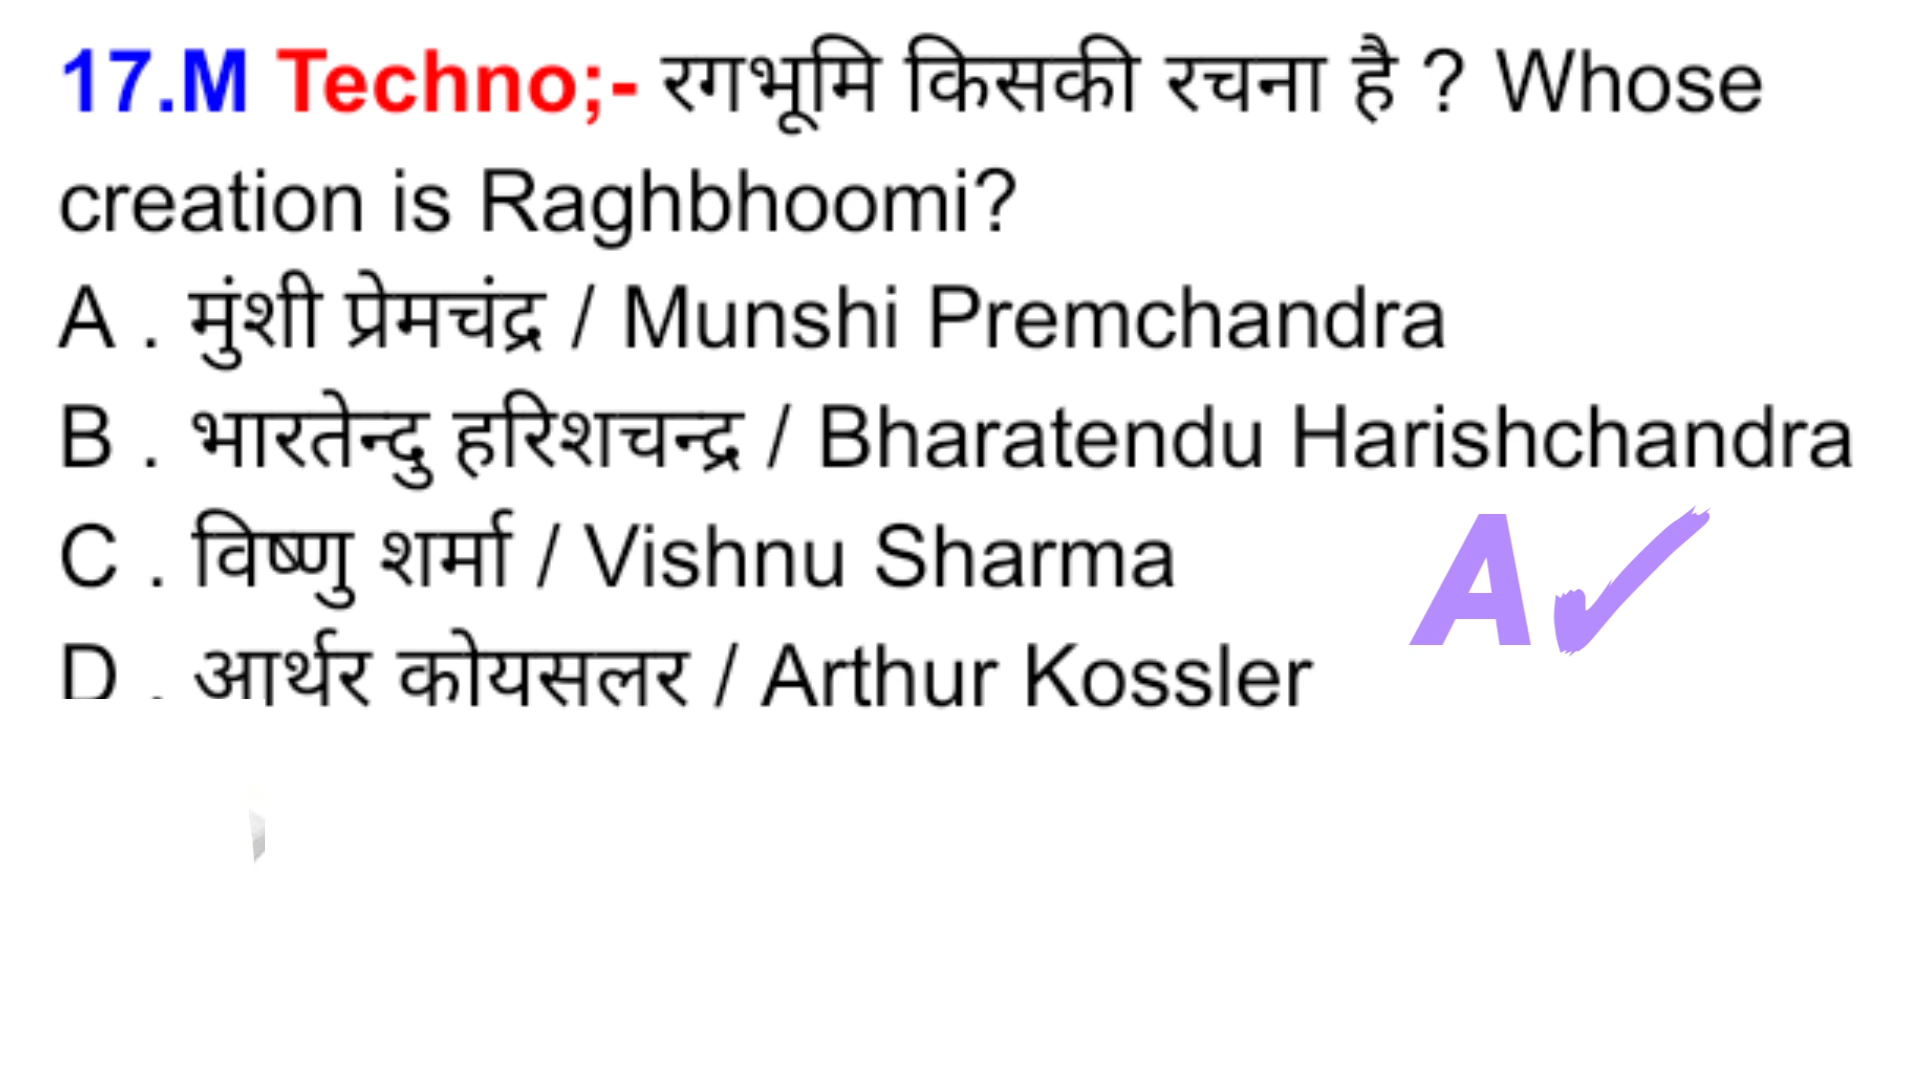 17.M Techno;- रगभूमि किसकी रचना है ? Whose
creation is Raghbhoomi?
A . मुंशी प्रेमचंद्र / Munshi Premchandra
B . भारतेन्दु हरिशचन्द्र / Bharatendu Harishchandra
C . विष्णु शर्मा / Vishnu Sharma
D . आर्थर कोयसलर / Arthur Kossler
A✓